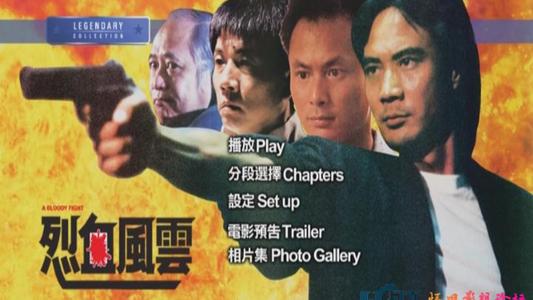 LEGENDARY
COLLECTION
播放 Play
分段選擇 Chapters
設定 Set up
電影預告 Trailer
相片集 Photo Gallery
A BLOODY FIGHT
烈血風雲